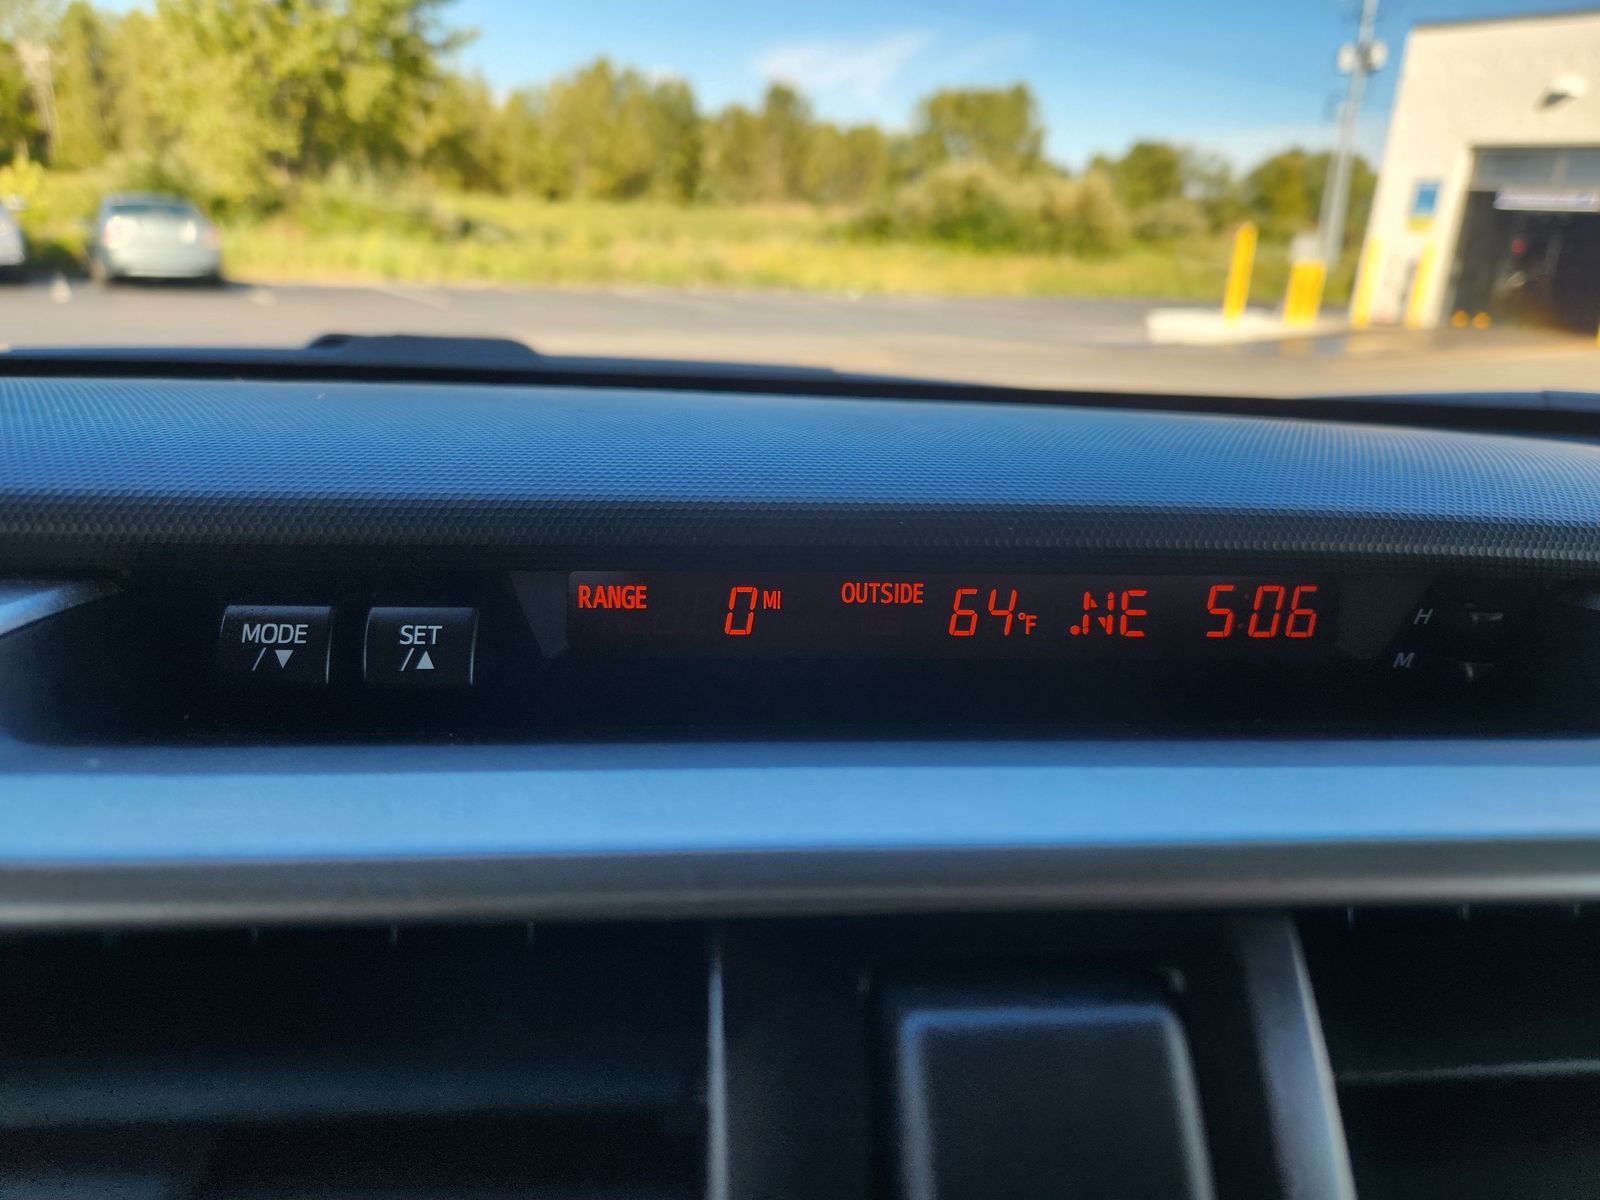 MODE
/▼
SET
/▲
RANGE 0 MI OUTSIDE 64°F .NE 5:06
H
M